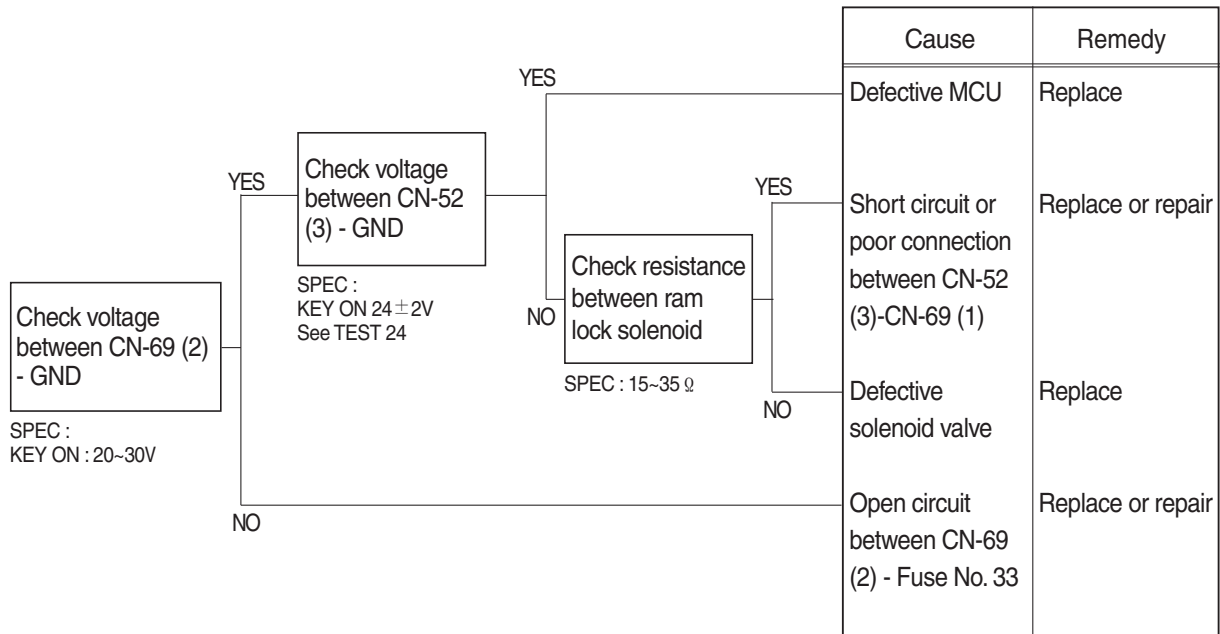 Cause
Remedy
YES
Defective MCU
Replace
Check voltage
between CN-52
(3) - GND
YES
SPEC :
KEY ON 24±2V
See TEST 24
YES
Short circuit or
poor connection
between CN-52
(3)-CN-69 (1)
Replace or repair
Check resistance
between ram
lock solenoid
NO
SPEC : 15~35 Ω
Check voltage
between CN-69 (2)
- GND
SPEC :
KEY ON : 20~30V
NO
Defective
solenoid valve
Replace
NO
Open circuit
between CN-69
(2) - Fuse No. 33
Replace or repair